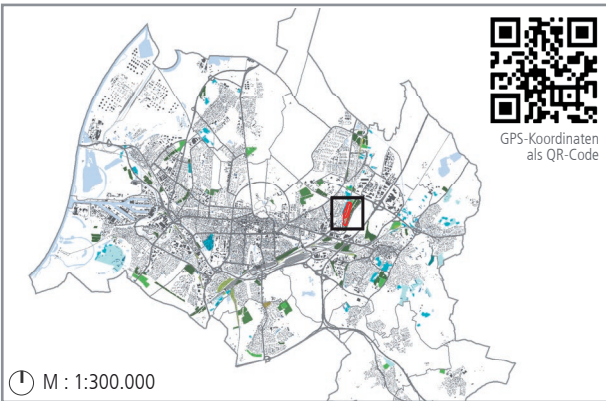 GPS-Koordinaten
als QR-Code
M : 1:300.000